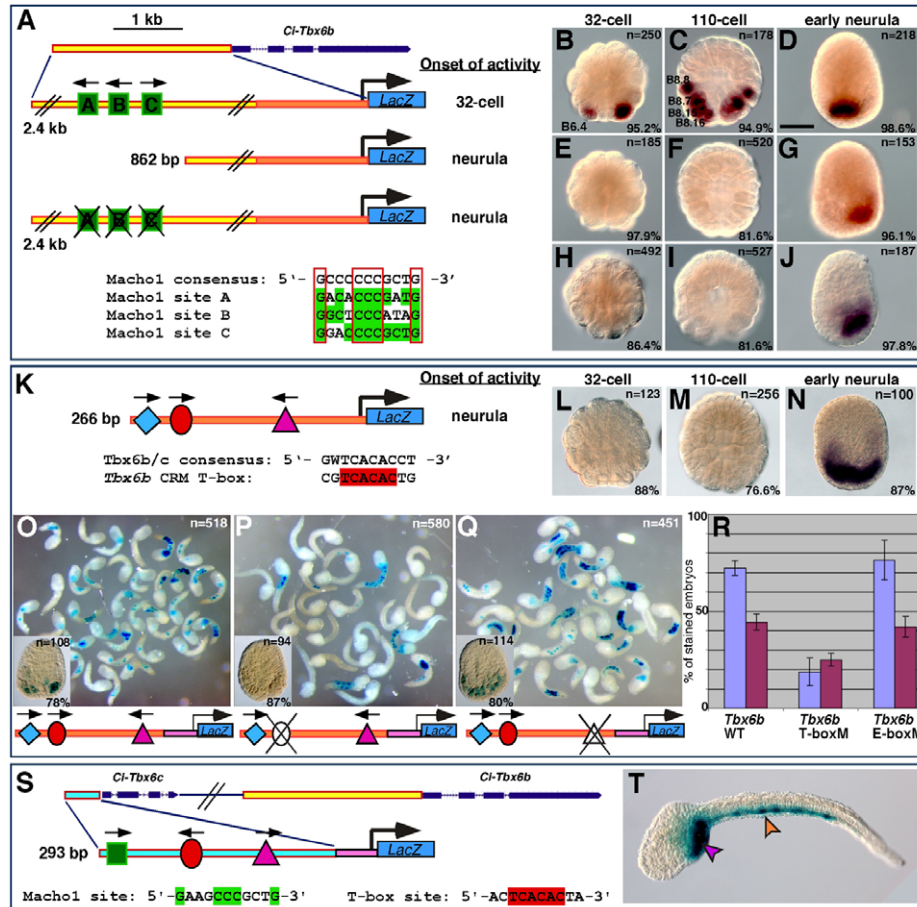 A
1 kb
Ci-Tbx6b
Onset of activity
A B C
LacZ
32-cell
2.4 kb
862 bp
LacZ
neurula
A B C
LacZ
neurula
2.4 kb
Macho1 consensus: 5'- GCCCCCCGCTG -3'
Macho1 site A GACACCCGATG
Macho1 site B GGCTCCCATAG
Macho1 site C GGACCCCGCTG
32-cell 110-cell early neurula
B n=250
B6.4 95.2%
C n=178
B8.8
B8.7
B8.15
B8.16
94.9%
D n=218
98.6%
E n=185
97.9%
F n=520
81.6%
G n=153
96.1%
H n=492
86.4%
I n=527
81.6%
J n=187
97.8%
K
Onset of activity
266 bp
LacZ
neurula
Tbx6b/c consensus: 5'- GWTCACACCT -3'
Tbx6b CRM T-box: CGTCACACTG
32-cell 110-cell early neurula
L n=123
88%
M n=256
76.6%
N n=100
87%
O n=518
n=108
78%
LacZ
P n=580
n=94
87%
LacZ
Q n=451
n=114
80%
LacZ
R
% of stained embryos
100
50
0
Tbx6b WT
Tbx6b T-boxM
Tbx6b E-boxM
S
Ci-Tbx6c
Ci-Tbx6b
293 bp
LacZ
Macho1 site: 5'-GAAGCCCGCTG-3'
T-box site: 5'-ACTCACACTA-3'
T